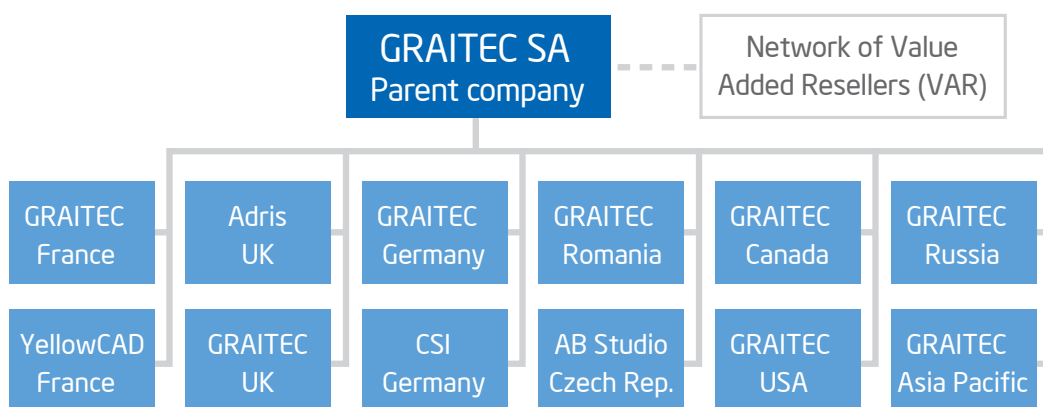 GRAITEC SA
Parent company
Network of Value
Added Resellers (VAR)
GRAITEC
France
Adris
UK
GRAITEC
Germany
GRAITEC
Romania
GRAITEC
Canada
GRAITEC
Russia
YellowCAD
France
GRAITEC
UK
CSI
Germany
AB Studio
Czech Rep.
GRAITEC
USA
GRAITEC
Asia Pacific